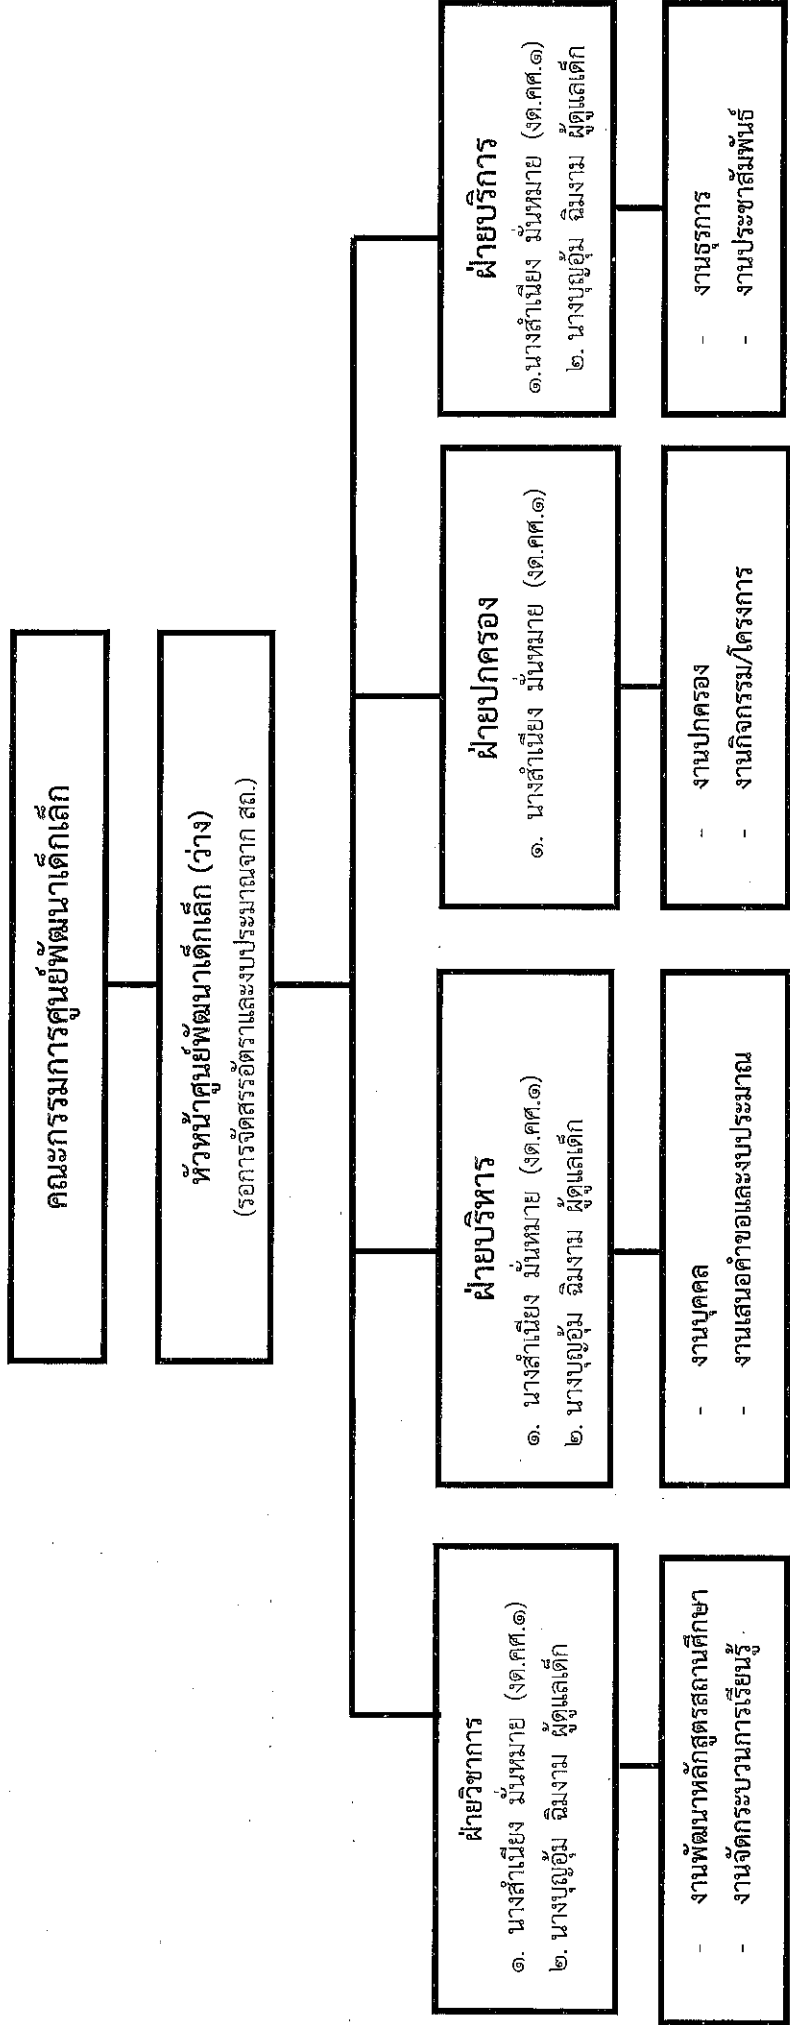 คณะกรรมการศูนย์พัฒนาเด็กเล็ก
หัวหน้าศูนย์พัฒนาเด็กเล็ก (ว่าง)
(รอการจัดสรรอัตราและงบประมาณจาก สถ.)
ฝ่ายวิชาการ
๑. นางสำเนียง มั่นหมาย (งด.คศ.๑)
๒. นางบุญอุ้ม ฉิมงาม ผู้ดูแลเด็ก
- งานพัฒนาหลักสูตรสถานศึกษา
- งานจัดกระบวนการเรียนรู้
ฝ่ายบริหาร
๑. นางสำเนียง มั่นหมาย (งด.คศ.๑)
๒. นางบุญอุ้ม ฉิมงาม ผู้ดูแลเด็ก
- งานบุคคล
- งานเสนอคำขอและงบประมาณ
ฝ่ายปกครอง
๑. นางสำเนียง มั่นหมาย (งด.คศ.๑)
- งานปกครอง
- งานกิจกรรม/โครงการ
ฝ่ายบริการ
๑.นางสำเนียง มั่นหมาย (งด.คศ.๑)
๒. นางบุญอุ้ม ฉิมงาม ผู้ดูแลเด็ก
- งานธุรการ
- งานประชาสัมพันธ์